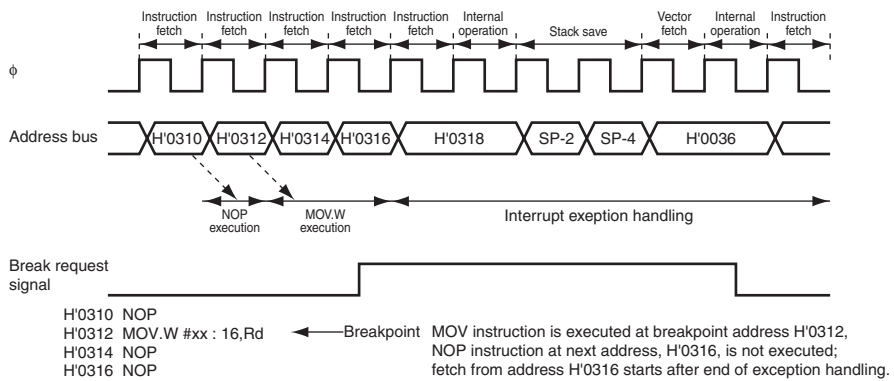 Instruction fetch Instruction fetch Instruction fetch Instruction fetch Instruction fetch Internal operation Stack save Vector fetch Internal operation Instruction fetch
φ
Address bus H'0310 H'0312 H'0314 H'0316 H'0318 SP-2 SP-4 H'0036
NOP execution MOV.W execution Interrupt exeption handling
Break request signal
H'0310 NOP
H'0312 MOV.W #xx : 16,Rd Breakpoint MOV instruction is executed at breakpoint address H'0312,
H'0314 NOP NOP instruction at next address, H'0316, is not executed;
H'0316 NOP fetch from address H'0316 starts after end of exception handling.